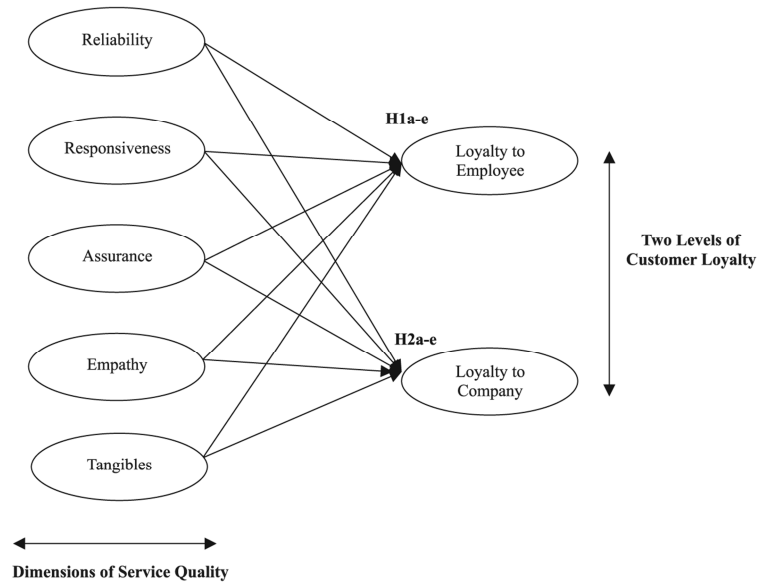 Reliability
H1a-e
Responsiveness
Loyalty to
Employee
Two Levels of
Customer Loyalty
Assurance
H2a-e
Empathy
Loyalty to
Company
Tangibles
Dimensions of Service Quality